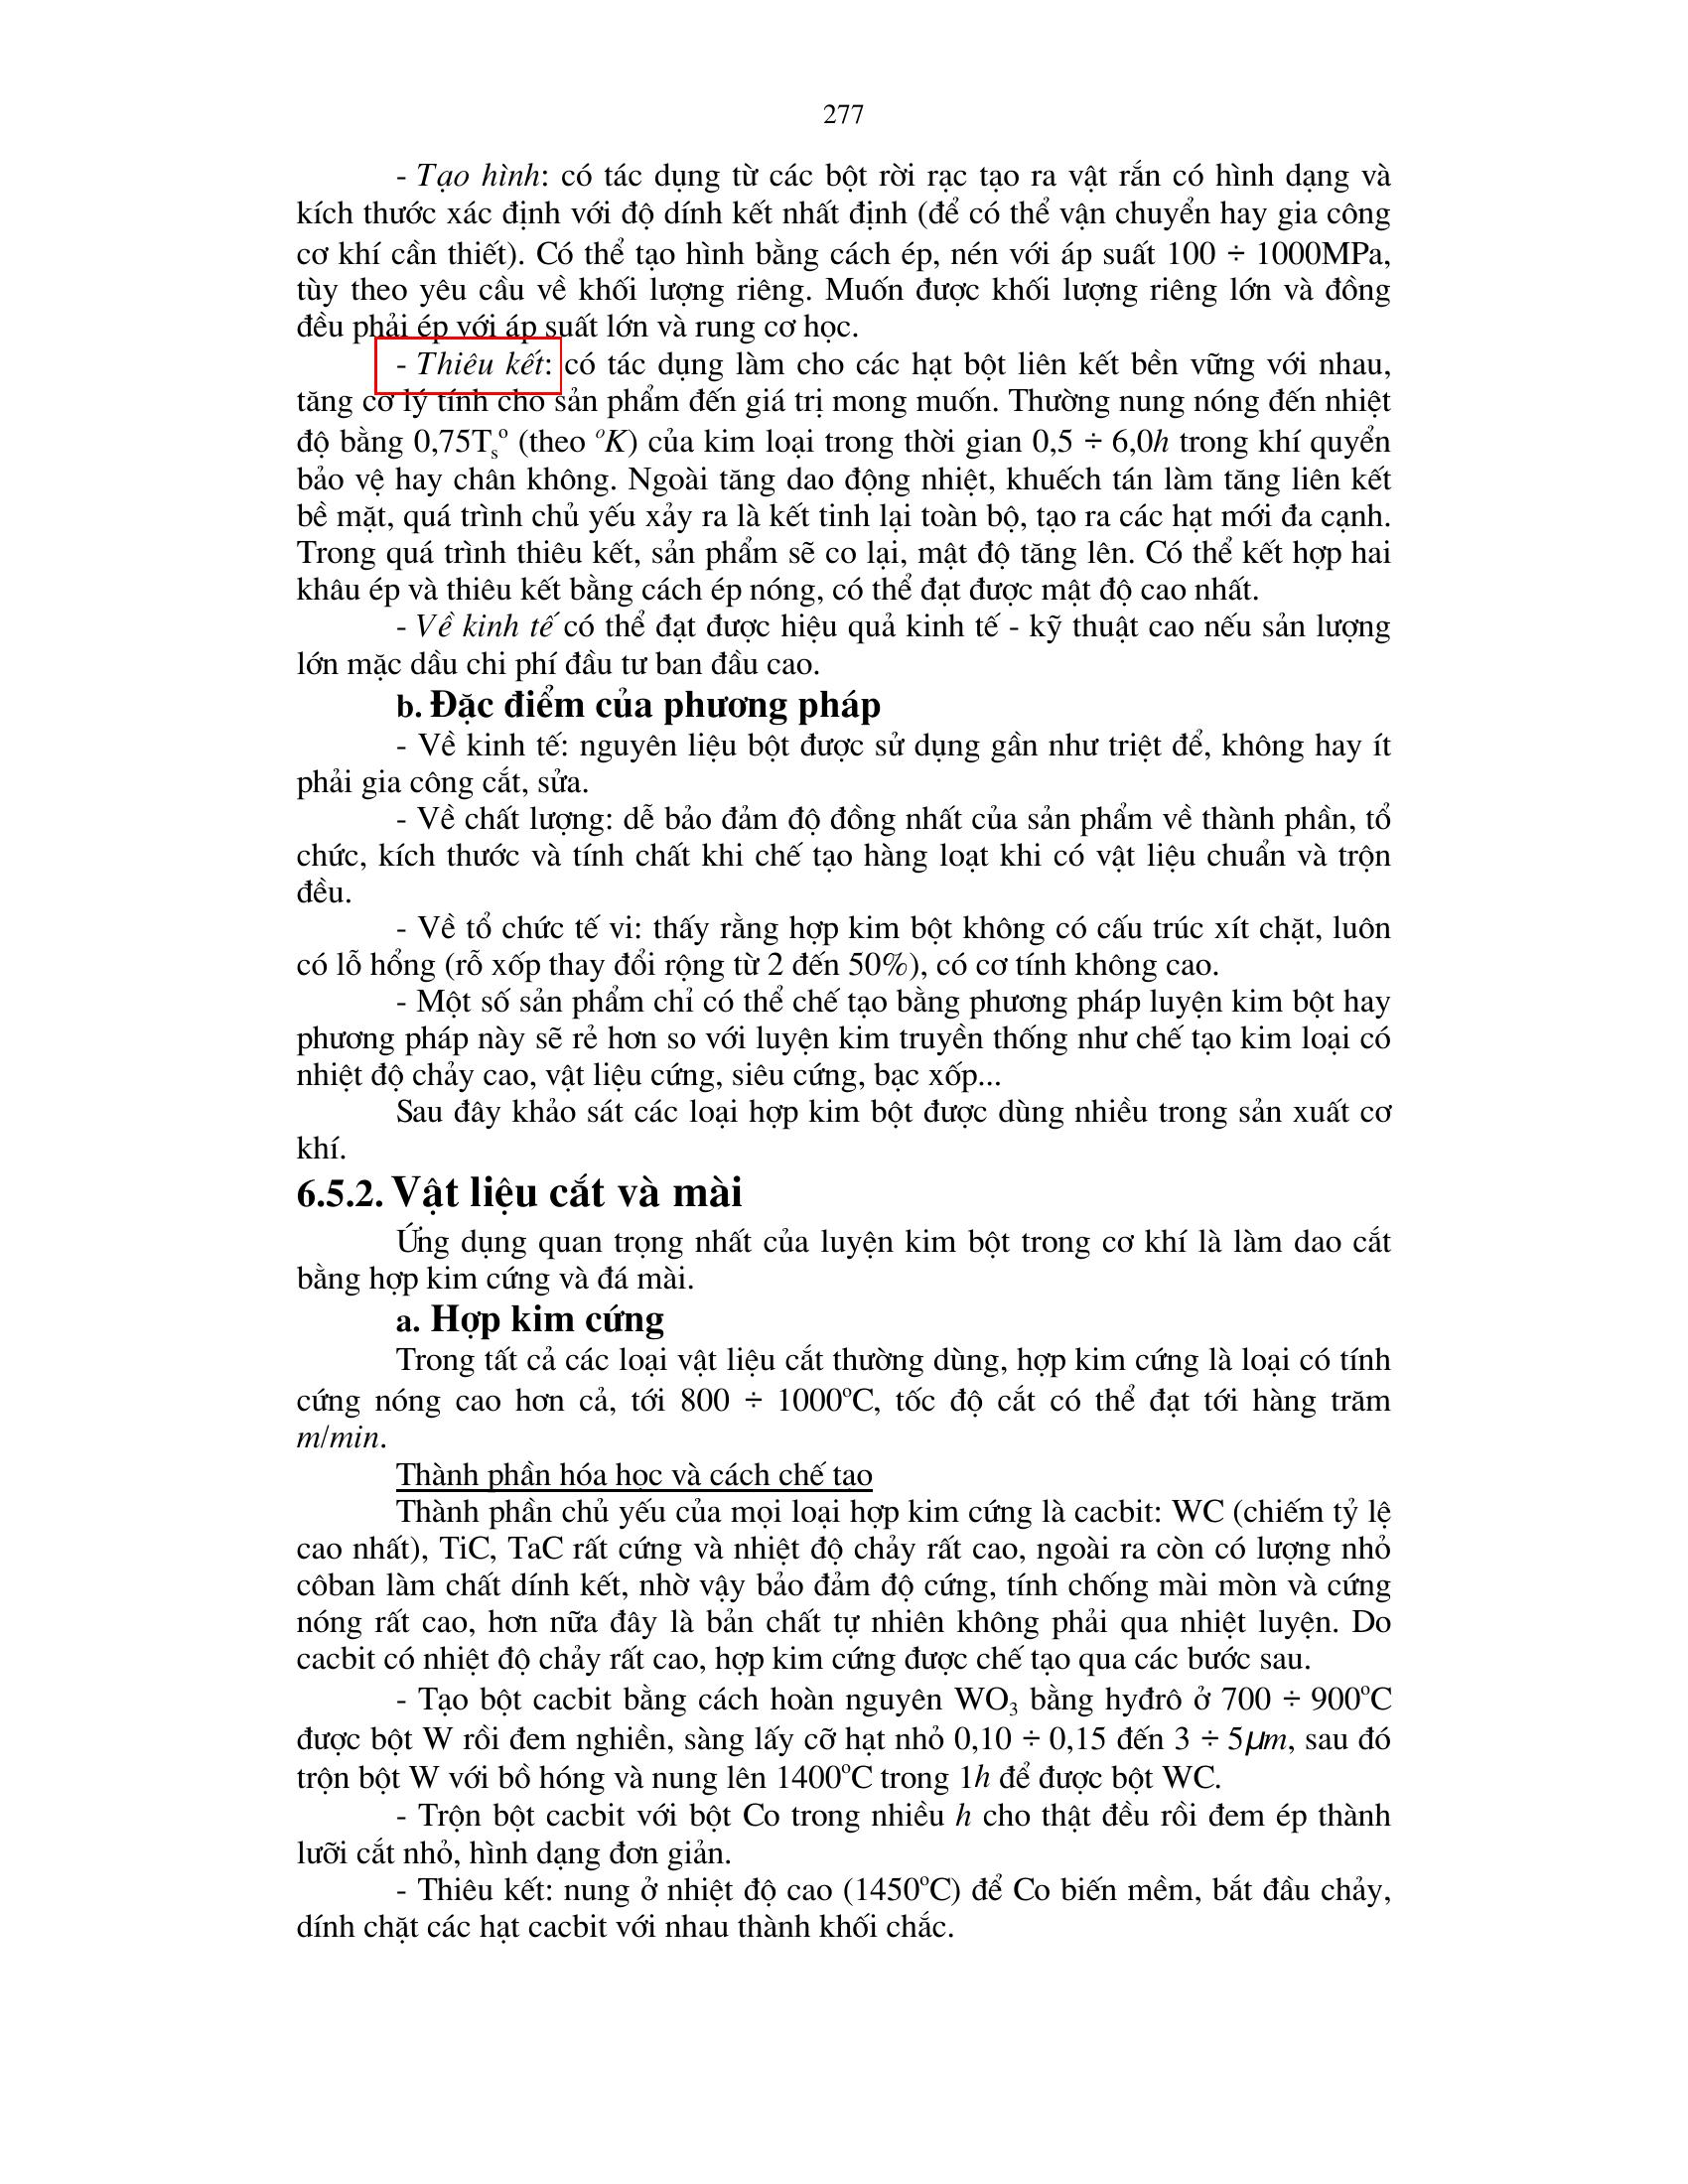 277
- Tạo hình: có tác dụng từ các bột rời rạc tạo ra vật rắn có hình dạng và
kích thước xác định với độ dính kết nhất định (để có thể vận chuyển hay gia công
cơ khí cần thiết). Có thể tạo hình bằng cách ép, nén với áp suất 100 ÷ 1000MPa,
tùy theo yêu cầu về khối lượng riêng. Muốn được khối lượng riêng lớn và đồng
đều phải ép với áp suất lớn và rung cơ học.
- Thiêu kết: có tác dụng làm cho các hạt bột liên kết bền vững với nhau,
tăng cơ lý tính cho sản phẩm đến giá trị mong muốn. Thường nung nóng đến nhiệt
độ bằng 0,75Tₛº (theo ºK) của kim loại trong thời gian 0,5 ÷ 6,0h trong khí quyển
bảo vệ hay chân không. Ngoài tăng dao động nhiệt, khuếch tán làm tăng liên kết
bề mặt, quá trình chủ yếu xảy ra là kết tinh lại toàn bộ, tạo ra các hạt mới đa cạnh.
Trong quá trình thiêu kết, sản phẩm sẽ co lại, mật độ tăng lên. Có thể kết hợp hai
khâu ép và thiêu kết bằng cách ép nóng, có thể đạt được mật độ cao nhất.
- Về kinh tế có thể đạt được hiệu quả kinh tế - kỹ thuật cao nếu sản lượng
lớn mặc dầu chi phí đầu tư ban đầu cao.
b. Đặc điểm của phương pháp
- Về kinh tế: nguyên liệu bột được sử dụng gần như triệt để, không hay ít
phải gia công cắt, sửa.
- Về chất lượng: dễ bảo đảm độ đồng nhất của sản phẩm về thành phần, tổ
chức, kích thước và tính chất khi chế tạo hàng loạt khi có vật liệu chuẩn và trộn
đều.
- Về tổ chức tế vi: thấy rằng hợp kim bột không có cấu trúc xít chặt, luôn
có lỗ hổng (rỗ xốp thay đổi rộng từ 2 đến 50%), có cơ tính không cao.
- Một số sản phẩm chỉ có thể chế tạo bằng phương pháp luyện kim bột hay
phương pháp này sẽ rẻ hơn so với luyện kim truyền thống như chế tạo kim loại có
nhiệt độ chảy cao, vật liệu cứng, siêu cứng, bạc xốp...
Sau đây khảo sát các loại hợp kim bột được dùng nhiều trong sản xuất cơ
khí.
6.5.2. Vật liệu cắt và mài
Ứng dụng quan trọng nhất của luyện kim bột trong cơ khí là làm dao cắt
bằng hợp kim cứng và đá mài.
a. Hợp kim cứng
Trong tất cả các loại vật liệu cắt thường dùng, hợp kim cứng là loại có tính
cứng nóng cao hơn cả, tới 800 ÷ 1000ºC, tốc độ cắt có thể đạt tới hàng trăm
m/min.
Thành phần hóa học và cách chế tạo
Thành phần chủ yếu của mọi loại hợp kim cứng là cacbit: WC (chiếm tỷ lệ
cao nhất), TiC, TaC rất cứng và nhiệt độ chảy rất cao, ngoài ra còn có lượng nhỏ
côban làm chất dính kết, nhờ vậy bảo đảm độ cứng, tính chống mài mòn và cứng
nóng rất cao, hơn nữa đây là bản chất tự nhiên không phải qua nhiệt luyện. Do
cacbit có nhiệt độ chảy rất cao, hợp kim cứng được chế tạo qua các bước sau.
- Tạo bột cacbit bằng cách hoàn nguyên WO₃ bằng hyđrô ở 700 ÷ 900ºC
được bột W rồi đem nghiền, sàng lấy cỡ hạt nhỏ 0,10 ÷ 0,15 đến 3 ÷ 5μm, sau đó
trộn bột W với bồ hóng và nung lên 1400ºC trong 1h để được bột WC.
- Trộn bột cacbit với bột Co trong nhiều h cho thật đều rồi đem ép thành
lưỡi cắt nhỏ, hình dạng đơn giản.
- Thiêu kết: nung ở nhiệt độ cao (1450ºC) để Co biến mềm, bắt đầu chảy,
dính chặt các hạt cacbit với nhau thành khối chắc.